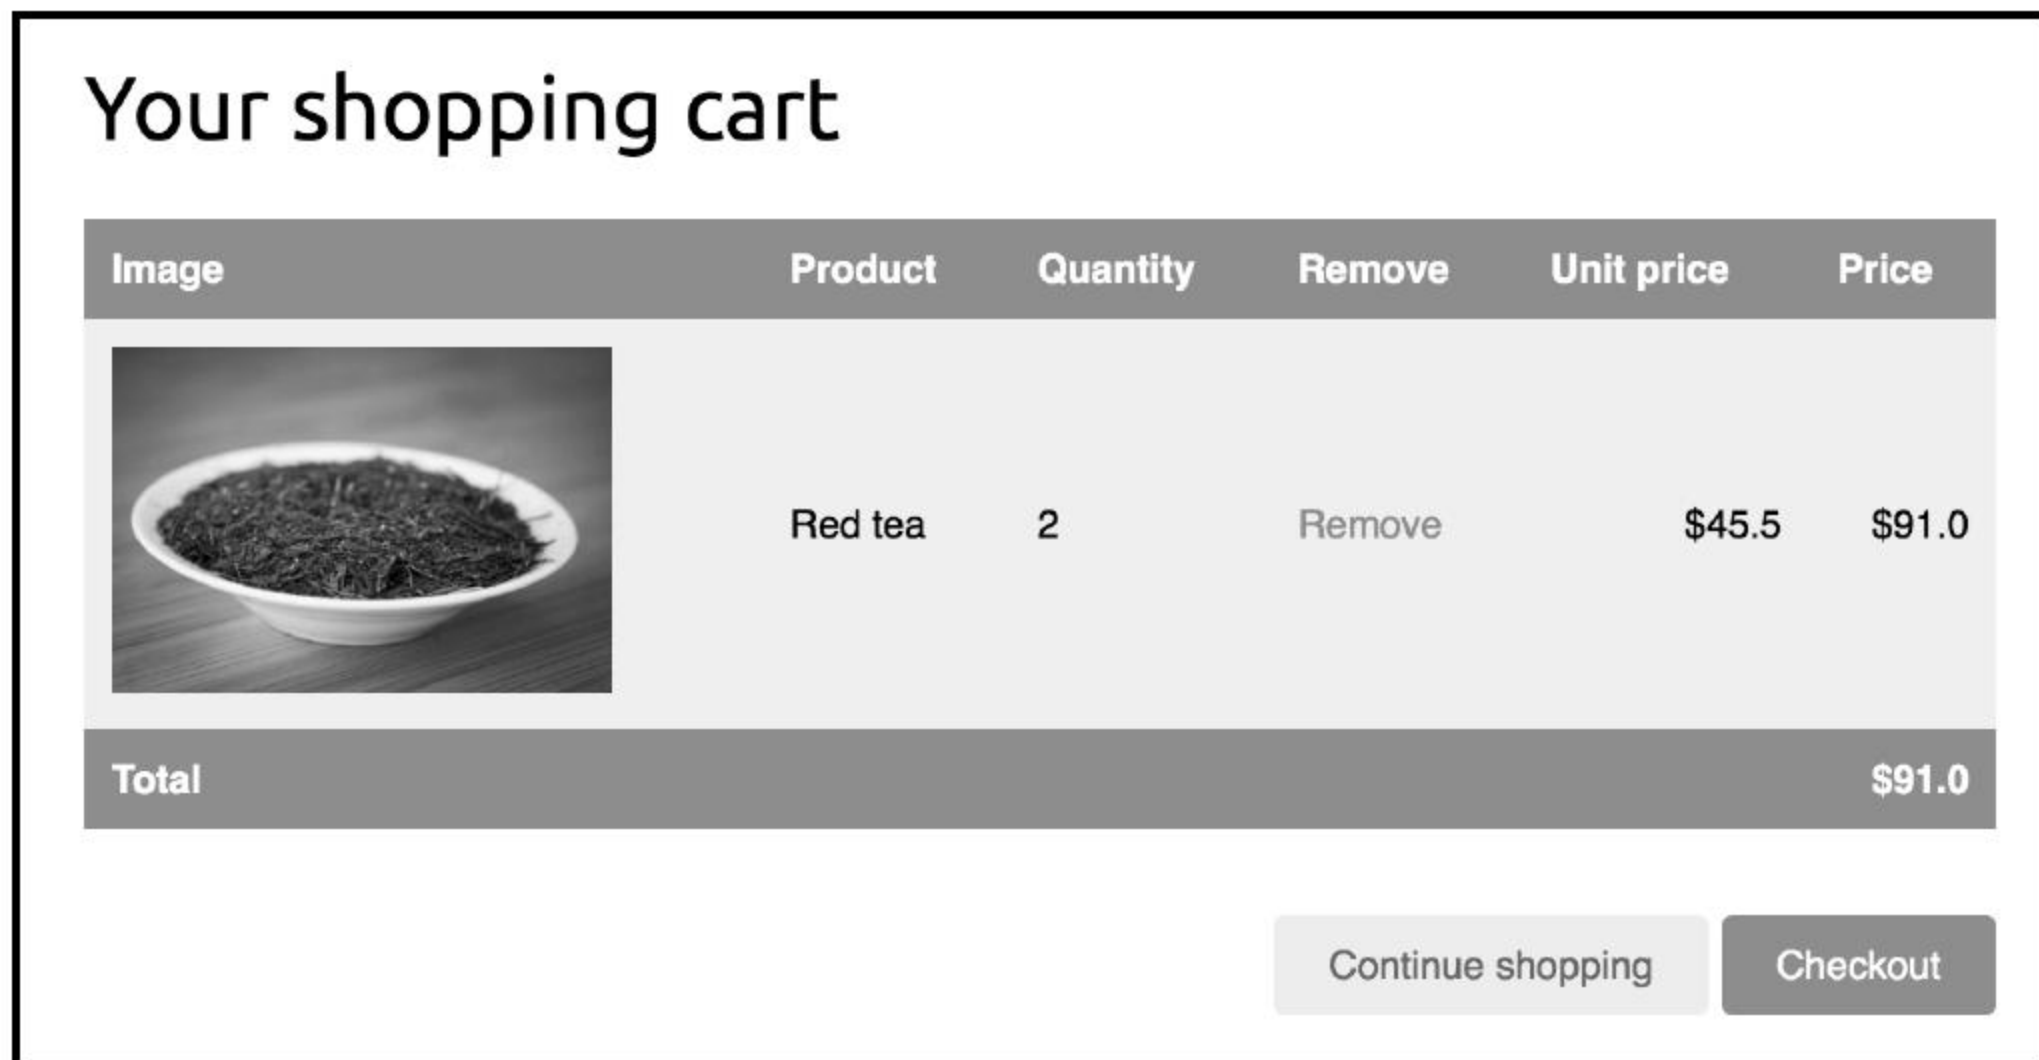 Your shopping cart
Image Product Quantity Remove Unit price Price
Red tea 2 Remove $45.5 $91.0
Total $91.0
Continue shopping Checkout